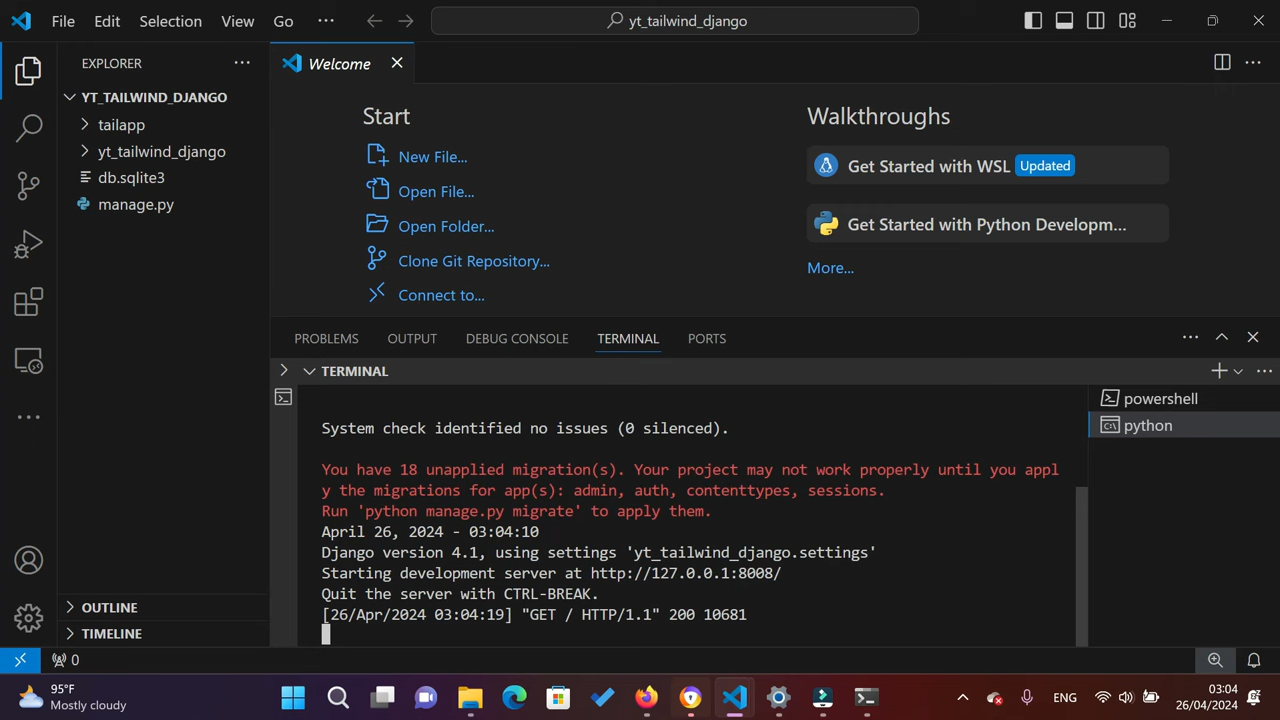 File Edit Selection View Go ··· yt_tailwind_django
EXPLORER ···
Welcome
YT_TAILWIND_DJANGO
tailapp
yt_tailwind_django
db.sqlite3
manage.py
Start
New File...
Open File...
Open Folder...
Clone Git Repository...
Connect to...
Walkthroughs
Get Started with WSL Updated
Get Started with Python Developm...
More...
PROBLEMS OUTPUT DEBUG CONSOLE TERMINAL PORTS
TERMINAL
powershell
python
System check identified no issues (0 silenced).
You have 18 unapplied migration(s). Your project may not work properly until you appl
y the migrations for app(s): admin, auth, contenttypes, sessions.
Run 'python manage.py migrate' to apply them.
April 26, 2024 - 03:04:10
Django version 4.1, using settings 'yt_tailwind_django.settings'
Starting development server at http://127.0.0.1:8008/
Quit the server with CTRL-BREAK.
[26/Apr/2024 03:04:19] "GET / HTTP/1.1" 200 10681
OUTLINE
TIMELINE
0
95°F
Mostly cloudy
ENG
03:04
26/04/2024